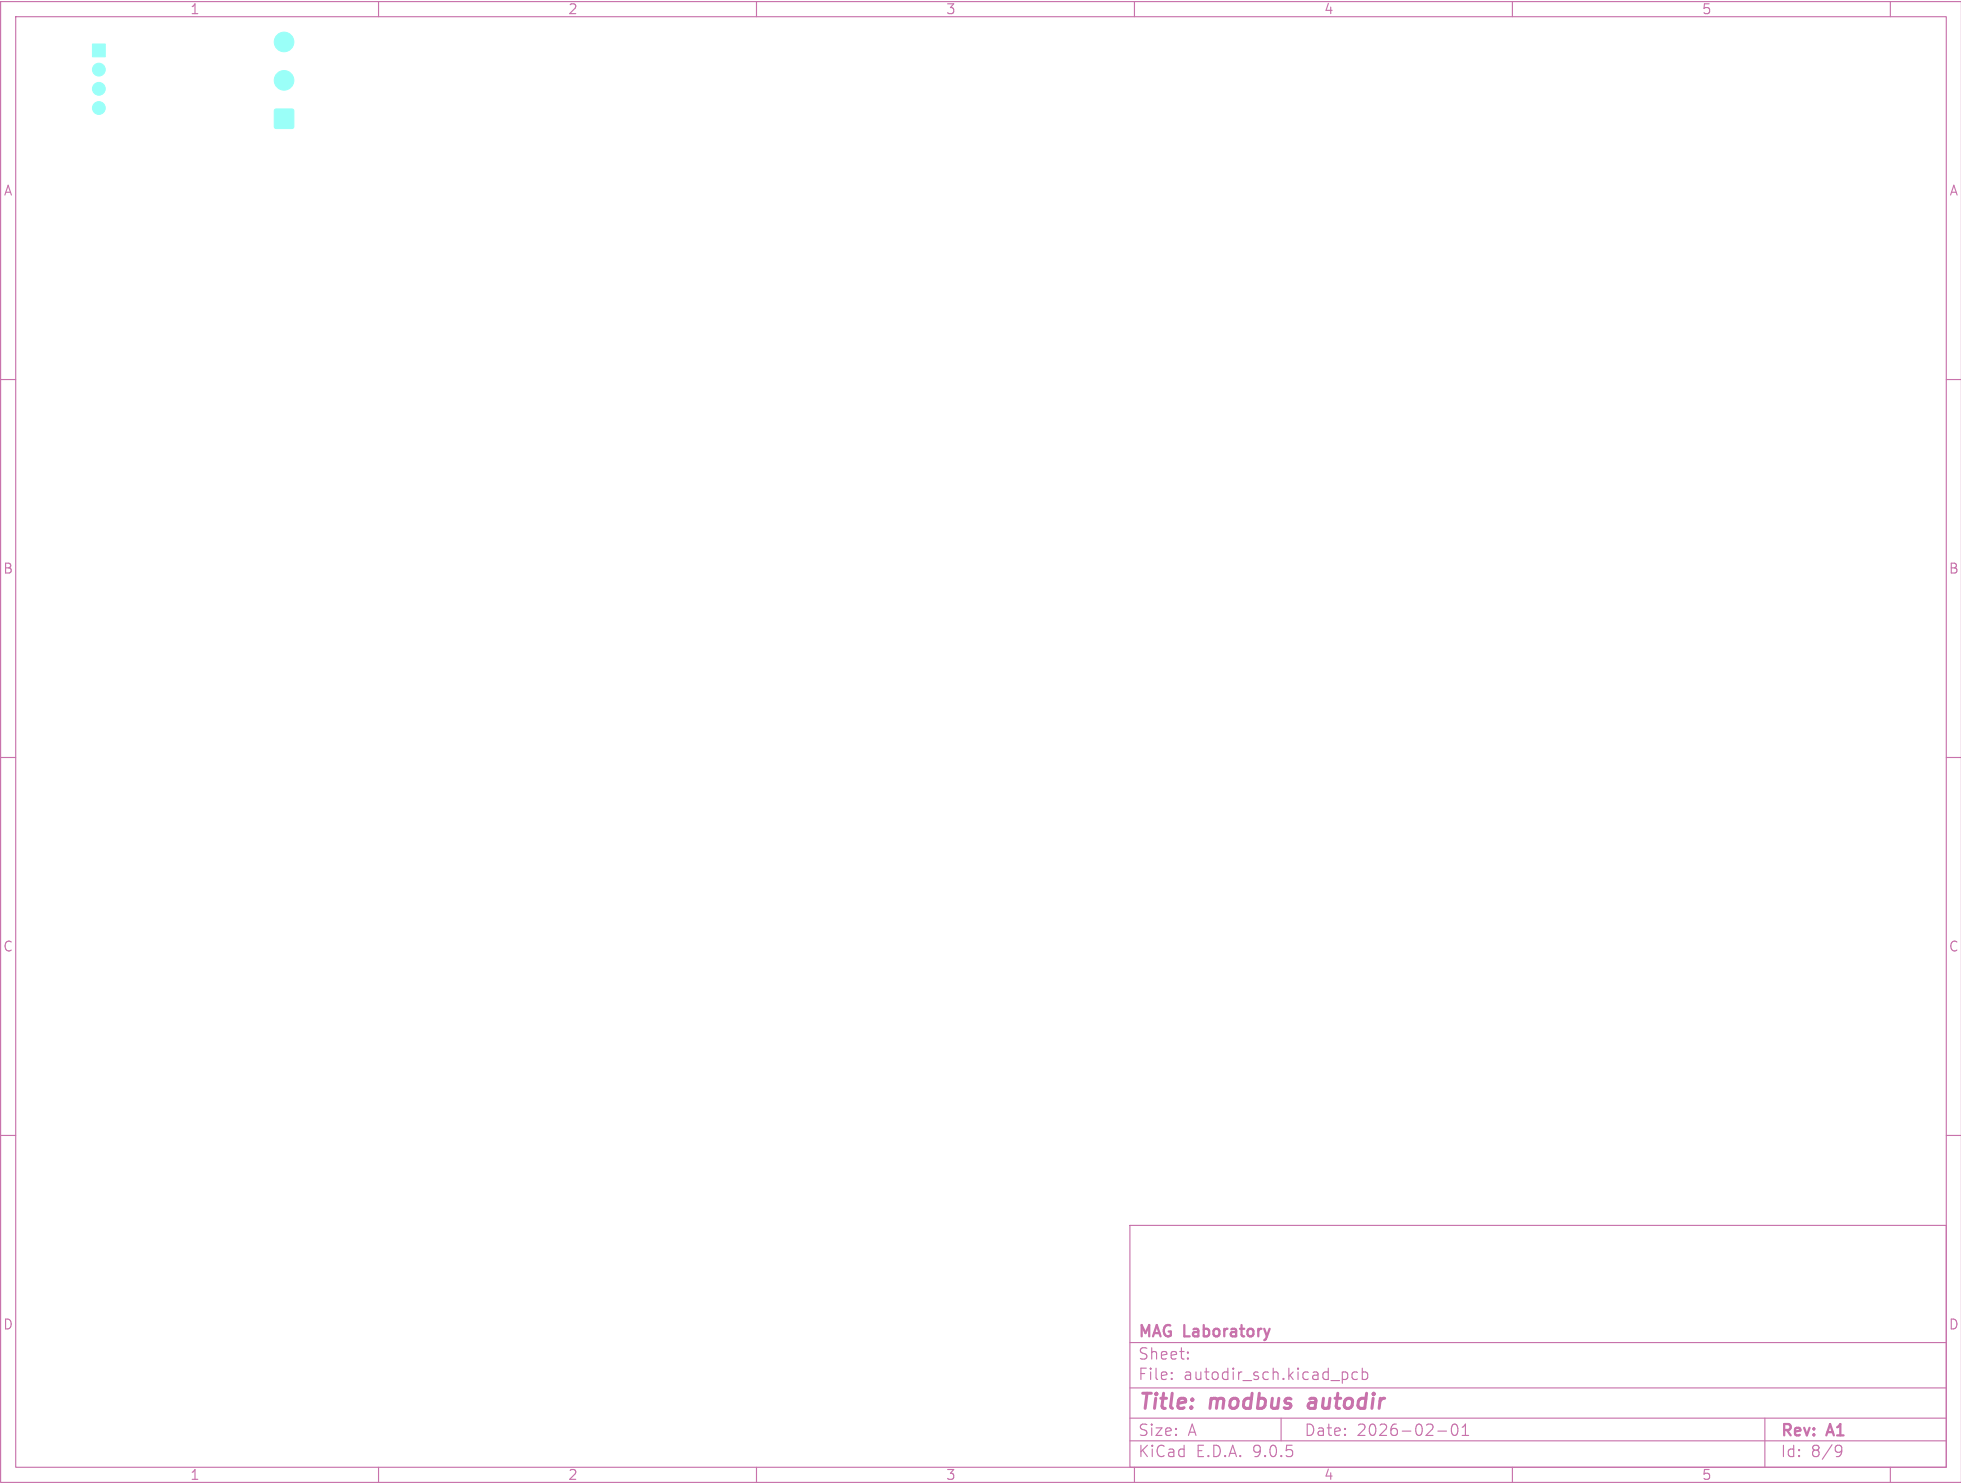 1 2 3 4 5
A A
B B
C C
D D
MAG Laboratory
Sheet:
File: autodir_sch.kicad_pcb
Title: modbus autodir
Size: A Date: 2026-02-01 Rev: A1
KiCad E.D.A. 9.0.5 Id: 8/9
1 2 3 4 5